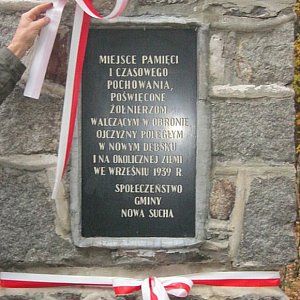 MIEJSCE PAMIĘCI
I CZASOWEGO
POCHOWANIA,
POŚWIĘCONE
ŻOŁNIERZOM
WALCZĄCYM W OBRONIE
OJCZYZNY POLEGŁYM
W NOWYM DĘBSKU
I NA OKOLICZNEJ ZIEMI
WE WRZEŚNIU 1939 R.
SPOŁECZEŃSTWO
GMINY
NOWA SUCHA